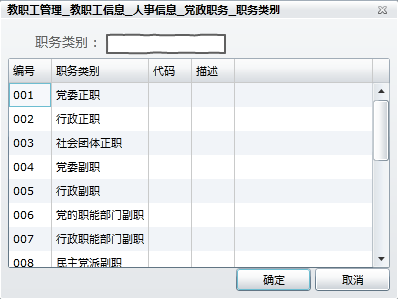 教职工管理_教职工信息_人事信息_党政职务_职务类别
职务类别：
编号 职务类别 代码 描述
001 党委正职
002 行政正职
003 社会团体正职
004 党委副职
005 行政副职
006 党的职能部门副职
007 行政职能部门副职
008 民主党派副职
确定 取消